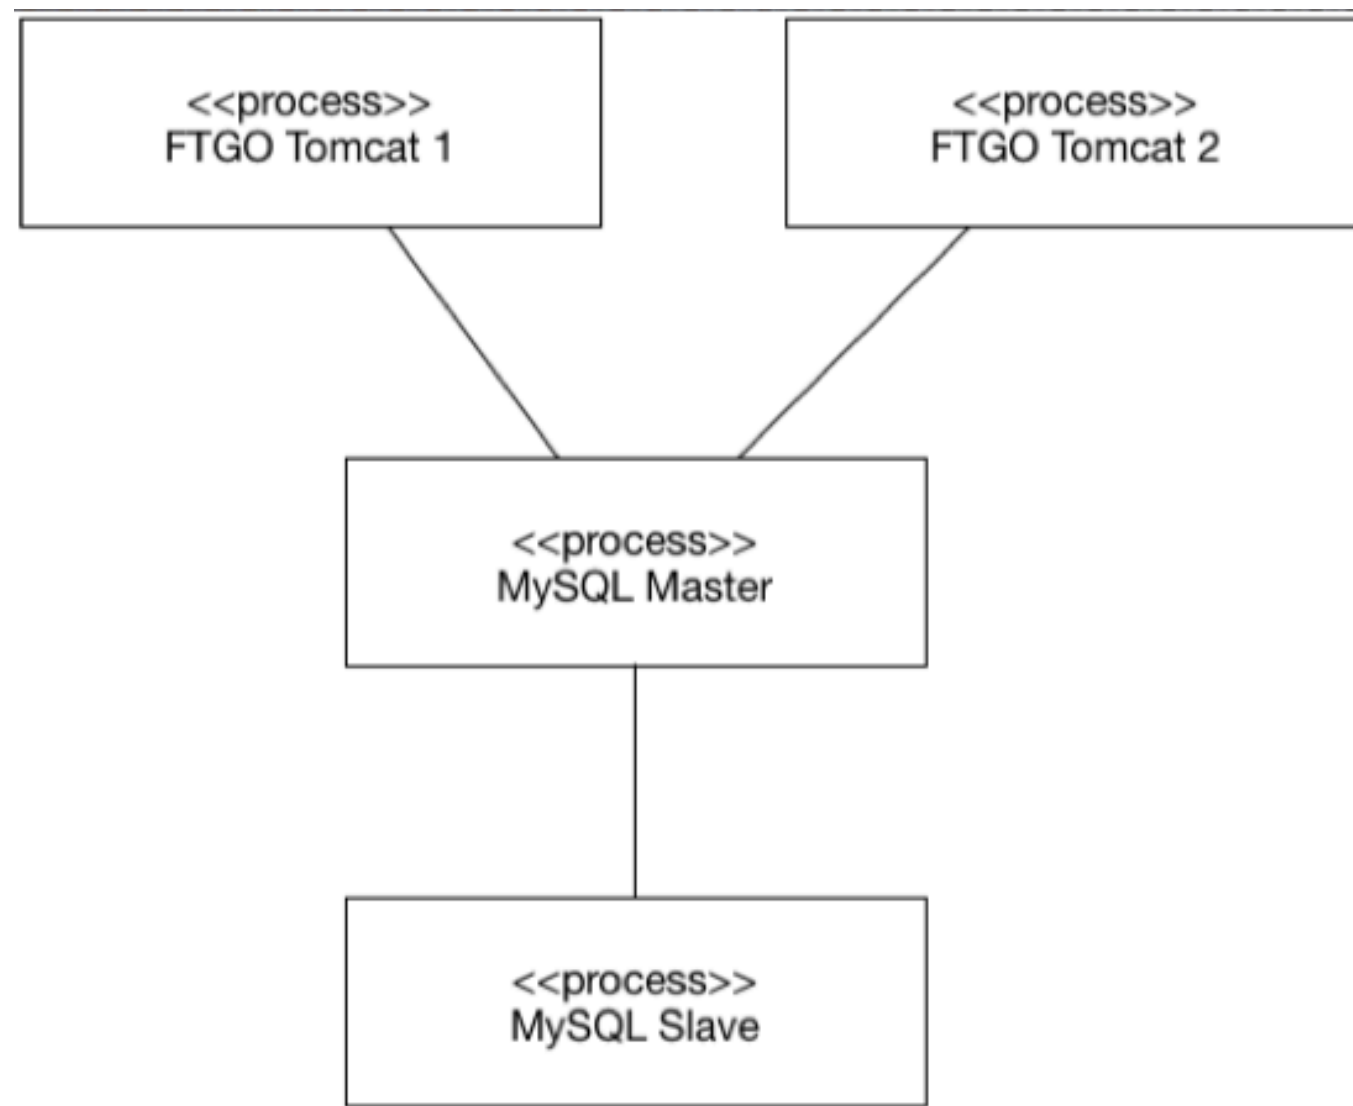 <<process>>
FTGO Tomcat 1
<<process>>
FTGO Tomcat 2
<<process>>
MySQL Master
<<process>>
MySQL Slave